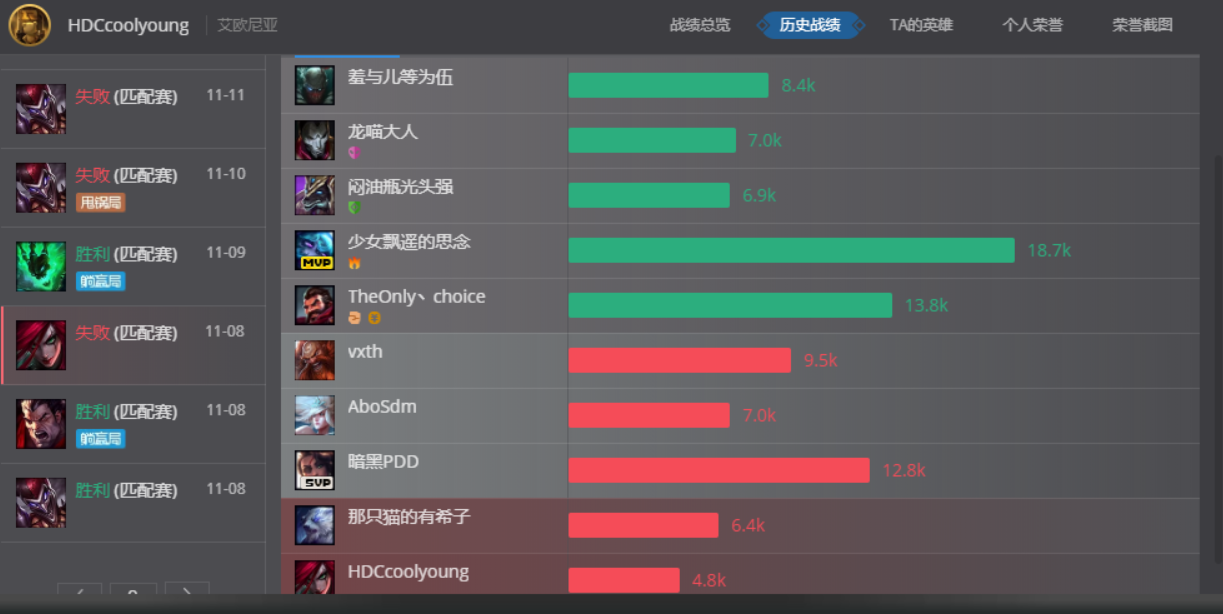 HDCcoolyoung
艾欧尼亚
战绩总览
历史战绩
TA的英雄
个人荣誉
荣誉截图
失败 (匹配赛) 11-11
失败 (匹配赛) 11-10
甩锅局
胜利 (匹配赛) 11-09
躺赢局
失败 (匹配赛) 11-08
胜利 (匹配赛) 11-08
躺赢局
胜利 (匹配赛) 11-08
羞与儿等为伍 8.4k
龙喵大人 7.0k
闷油瓶光头强 6.9k
少女飘遥的思念 18.7k
MVP
TheOnly丶choice 13.8k
vxth 9.5k
AboSdm 7.0k
暗黑PDD 12.8k
SVP
那只猫的有希子 6.4k
HDCcoolyoung 4.8k